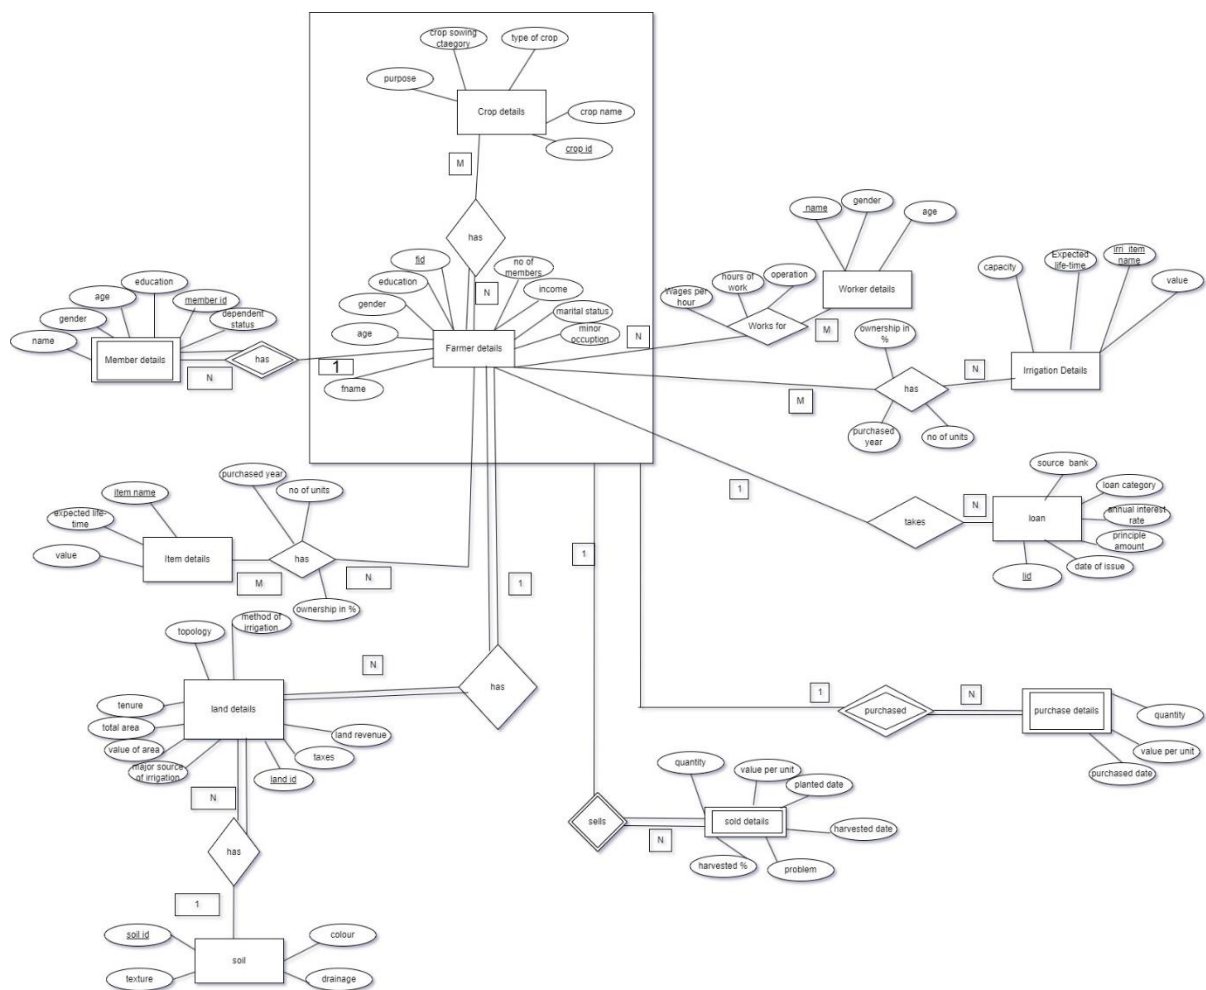 crop sowing
ctaegory
type of crop
purpose
Crop details
crop name
crop id
M
has
N
fid
no of
members
education
income
gender
marital status
age
minor
occuption
Farmer details
fname
education
age
member id
gender
dependent
status
name
Member details
has
N
1
name
gender
age
Worker details
hours of
work
operation
Wages per
hour
Works for
N
M
capacity
Expected
life-time
irri_item
name
value
Irrigation Details
ownership in
%
has
N
M
purchased
year
no of units
source bank
loan category
annual interest
rate
principle
amount
date of issue
lid
loan
takes
1
N
purchased year
no of units
item name
expected life-
time
value
Item details
has
M
N
ownership in %
1
1
1
method of
irrigation
topology
N
has
tenure
land details
total area
value of area
major source
of irrigation
land id
taxes
land revenue
N
has
1
soil id
colour
soil
texture
drainage
1
purchased
N
purchase details
quantity
value per unit
purchased date
quantity
value per unit
planted date
sells
sold details
N
harvested date
harvested %
problem